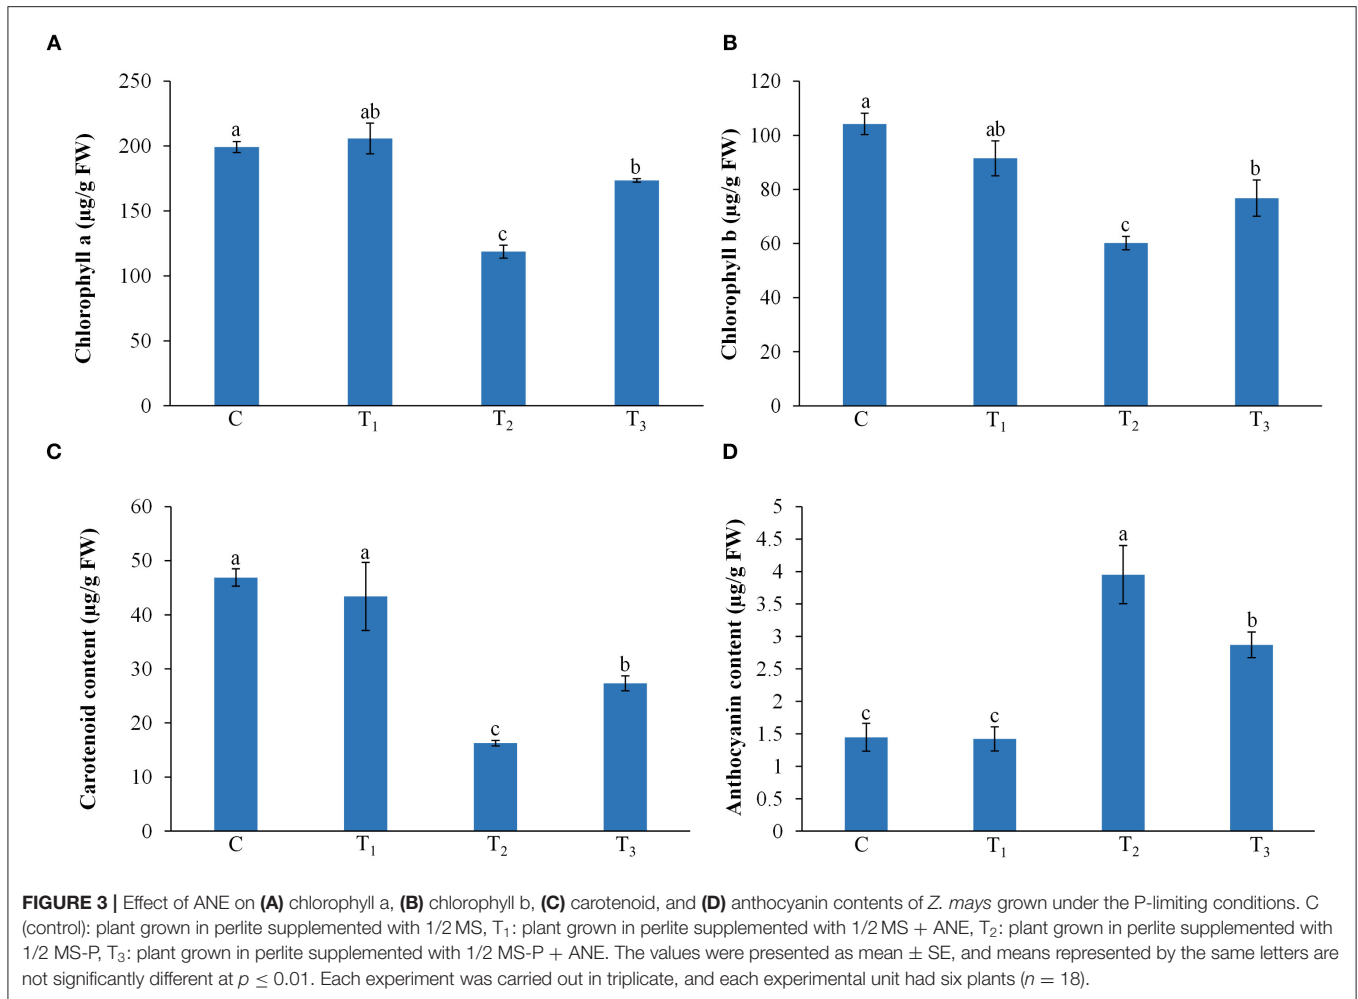 A
Chlorophyll a (µg/g FW)
250
200
150
100
50
0
a
ab
c
b
C
T₁
T₂
T₃
B
Chlorophyll b (µg/g FW)
120
100
80
60
40
20
0
a
ab
c
b
C
T₁
T₂
T₃
C
Carotenoid content (µg/g FW)
60
50
40
30
20
10
0
a
a
c
b
C
T₁
T₂
T₃
D
Anthocyanin content (µg/g FW)
5
4.5
4
3.5
3
2.5
2
1.5
1
0.5
0
c
c
a
b
C
T₁
T₂
T₃
FIGURE 3 | Effect of ANE on (A) chlorophyll a, (B) chlorophyll b, (C) carotenoid, and (D) anthocyanin contents of Z. mays grown under the P-limiting conditions. C
(control): plant grown in perlite supplemented with 1/2 MS, T₁: plant grown in perlite supplemented with 1/2 MS + ANE, T₂: plant grown in perlite supplemented with
1/2 MS-P, T₃: plant grown in perlite supplemented with 1/2 MS-P + ANE. The values were presented as mean ± SE, and means represented by the same letters are
not significantly different at p ≤ 0.01. Each experiment was carried out in triplicate, and each experimental unit had six plants (n = 18).